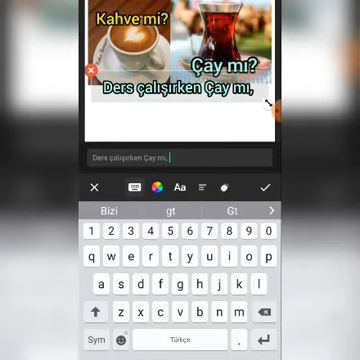 Kahve mi?
Çay mı?
Ders çalışırken Çay mı,
Ders çalışırken Çay mı,
Aa
Bizi gt Gt
1 2 3 4 5 6 7 8 9 0
q w e r t y u i o p
a s d f g h j k l
z x c v b n m
Sym Türkçe .